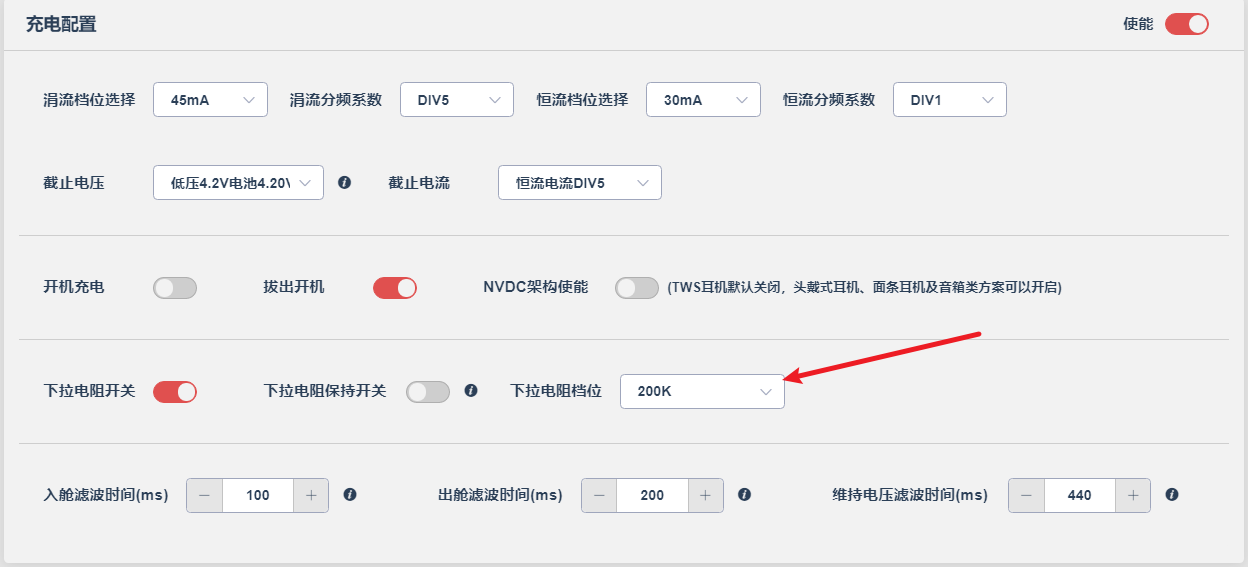 充电配置 使能
涓流档位选择 45mA 涓流分频系数 DIV5 恒流档位选择 30mA 恒流分频系数 DIV1
截止电压 低压4.2V电池4.20V 截止电流 恒流电流DIV5
开机充电 拔出开机 NVDC架构使能 (TWS耳机默认关闭，头戴式耳机、面条耳机及音箱类方案可以开启)
下拉电阻开关 下拉电阻保持开关 下拉电阻档位 200K
入舱滤波时间(ms) − 100 + 出舱滤波时间(ms) − 200 + 维持电压滤波时间(ms) − 440 +